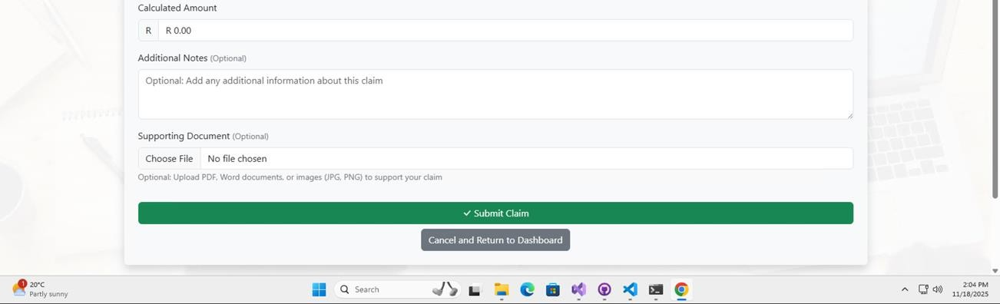 Calculated Amount
R R 0.00
Additional Notes (Optional)
Optional: Add any additional information about this claim
Supporting Document (Optional)
Choose File No file chosen
Optional: Upload PDF, Word documents, or images (JPG, PNG) to support your claim
✓ Submit Claim
Cancel and Return to Dashboard
1
20°C
Partly sunny
Search
2:04 PM
11/18/2025